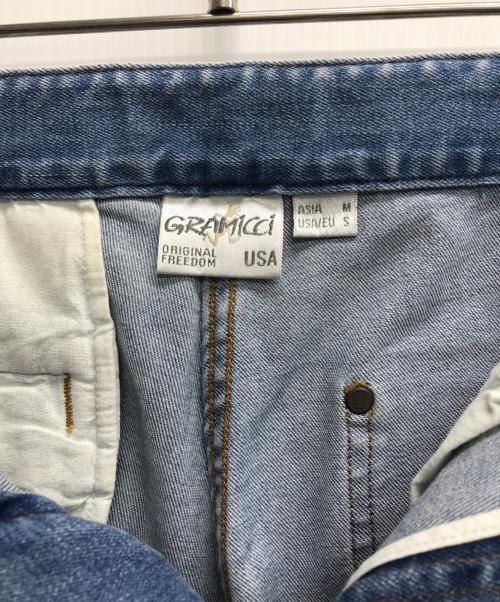 GRAMICCI
ORIGINAL
FREEDOM USA
ASIA M
USA/EU S